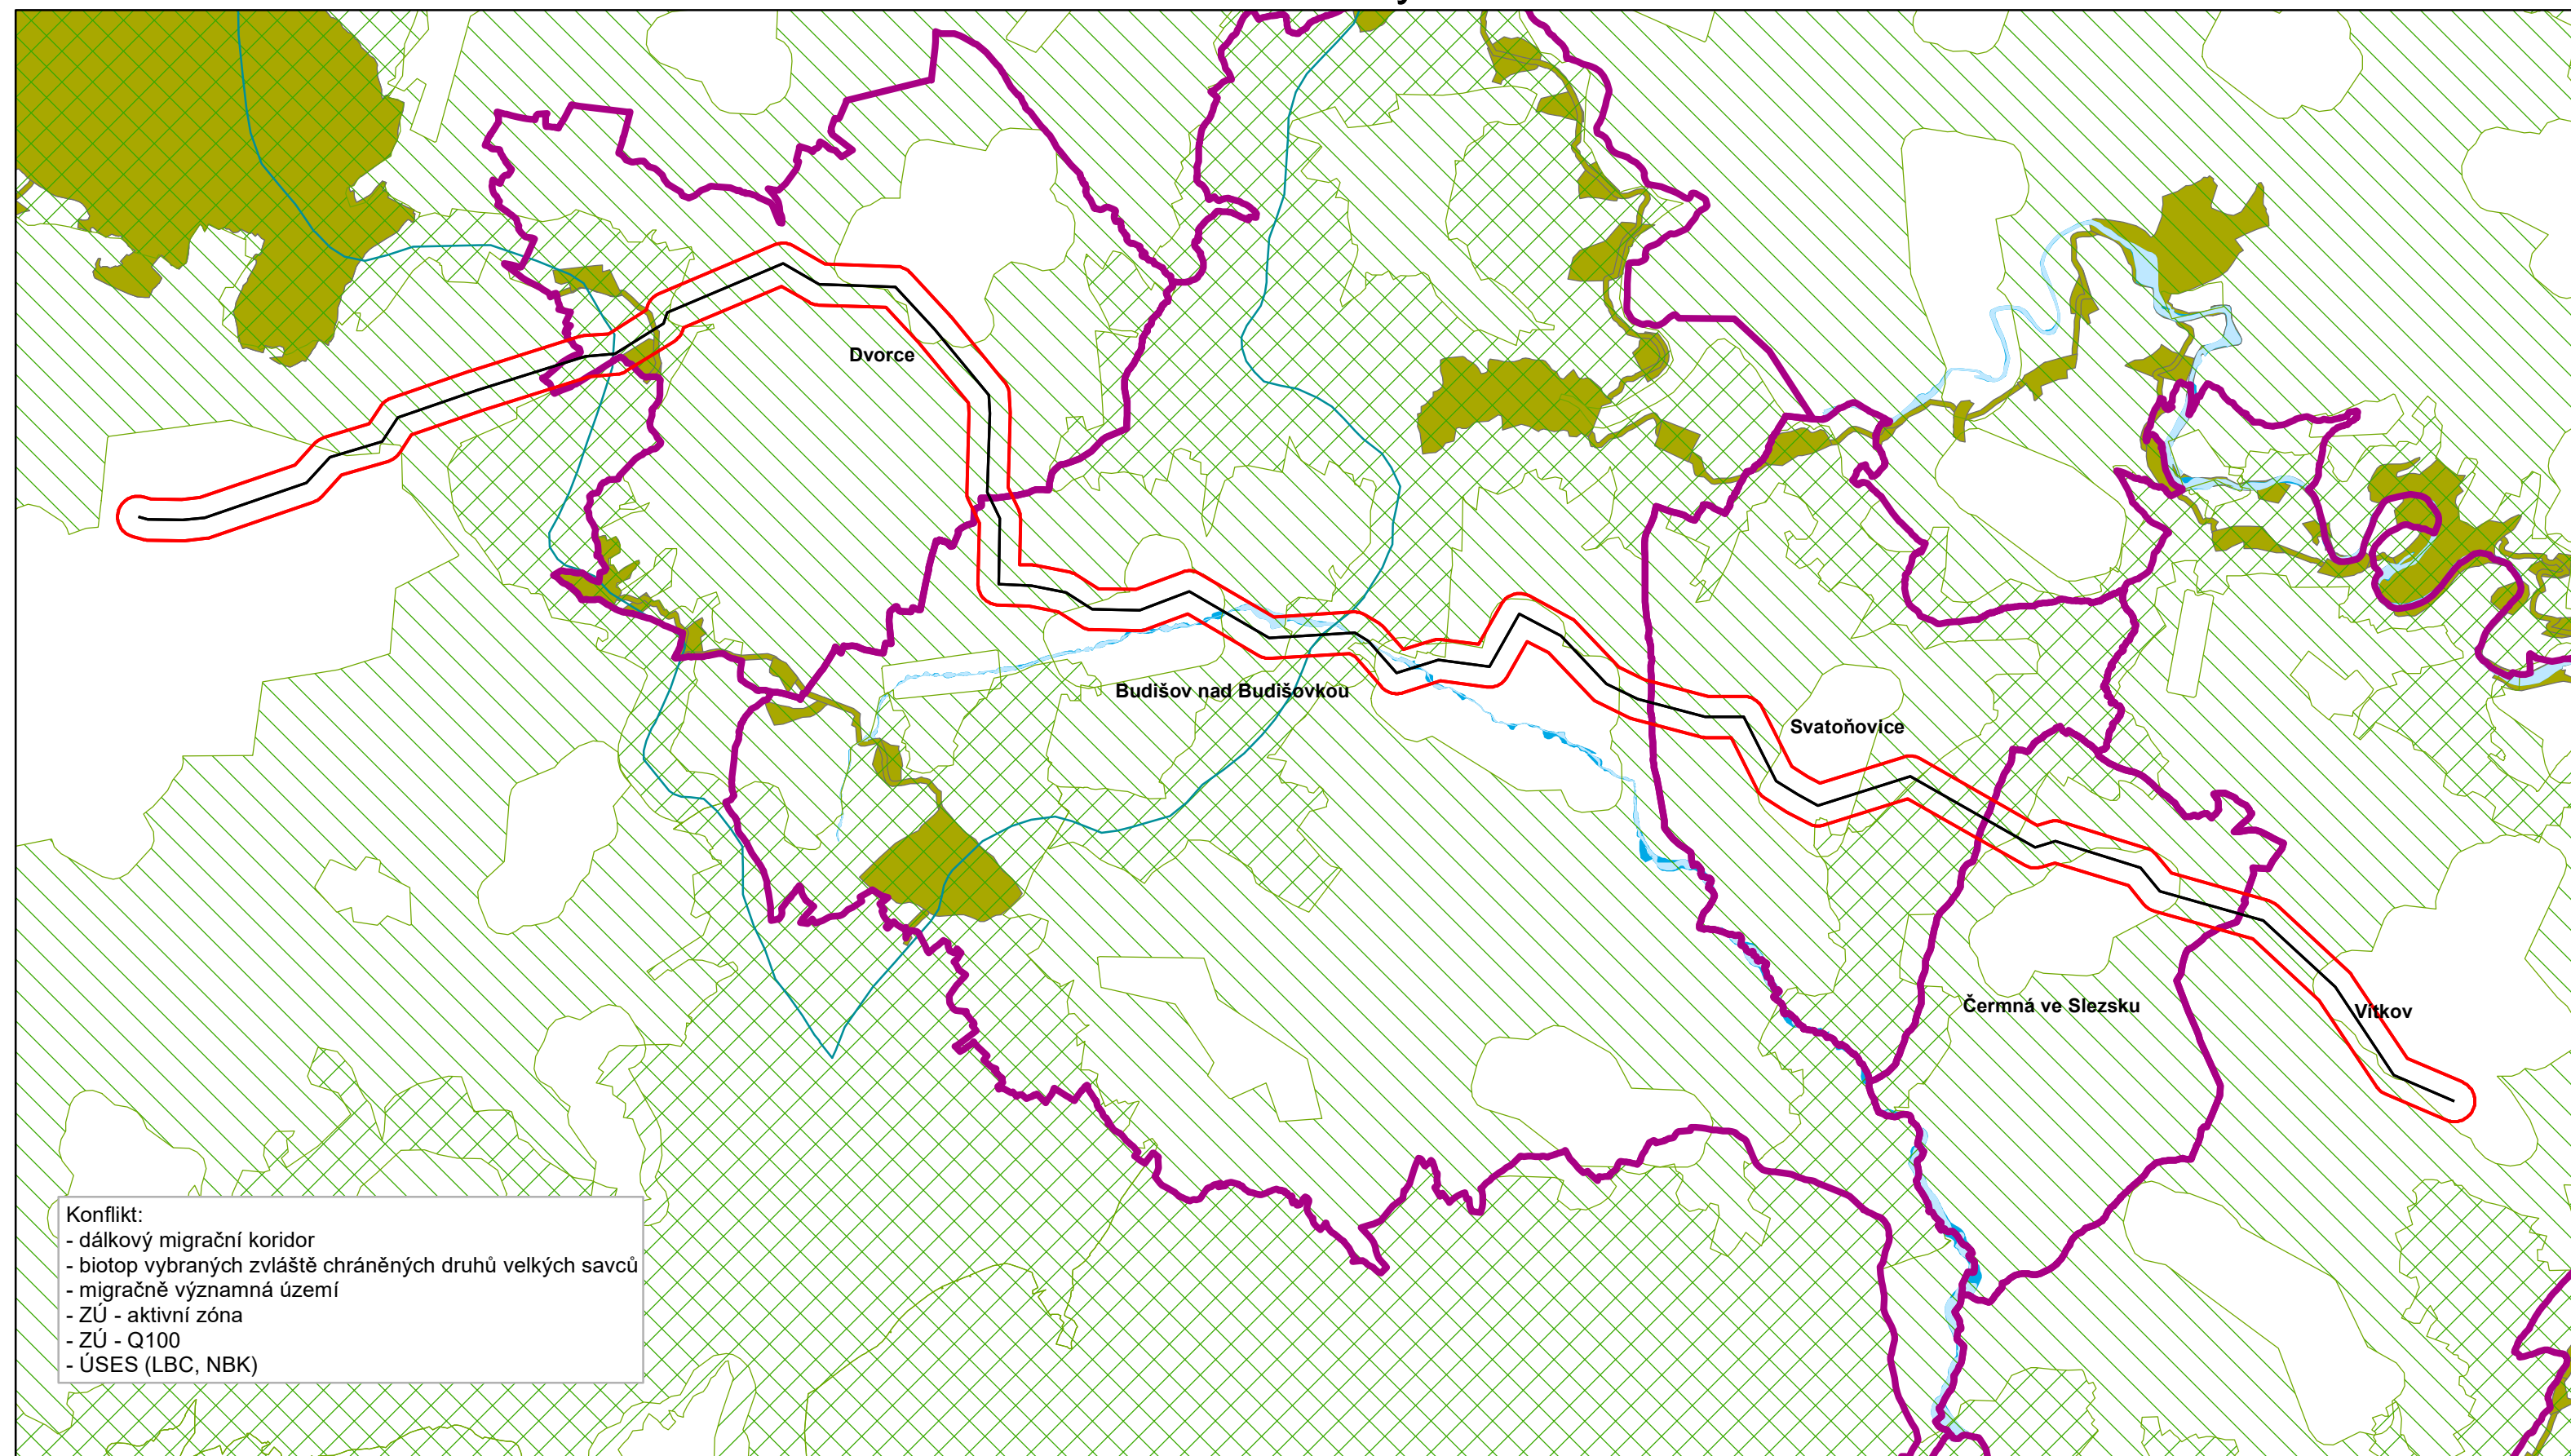 Dvorce
Budišov nad Budišovkou
Svatoňovice
Čermná ve Slezsku
Vítkov
Konflikt:
- dálkový migrační koridor
- biotop vybraných zvláště chráněných druhů velkých savců
- migračně významná území
- ZÚ - aktivní zóna
- ZÚ - Q100
- ÚSES (LBC, NBK)